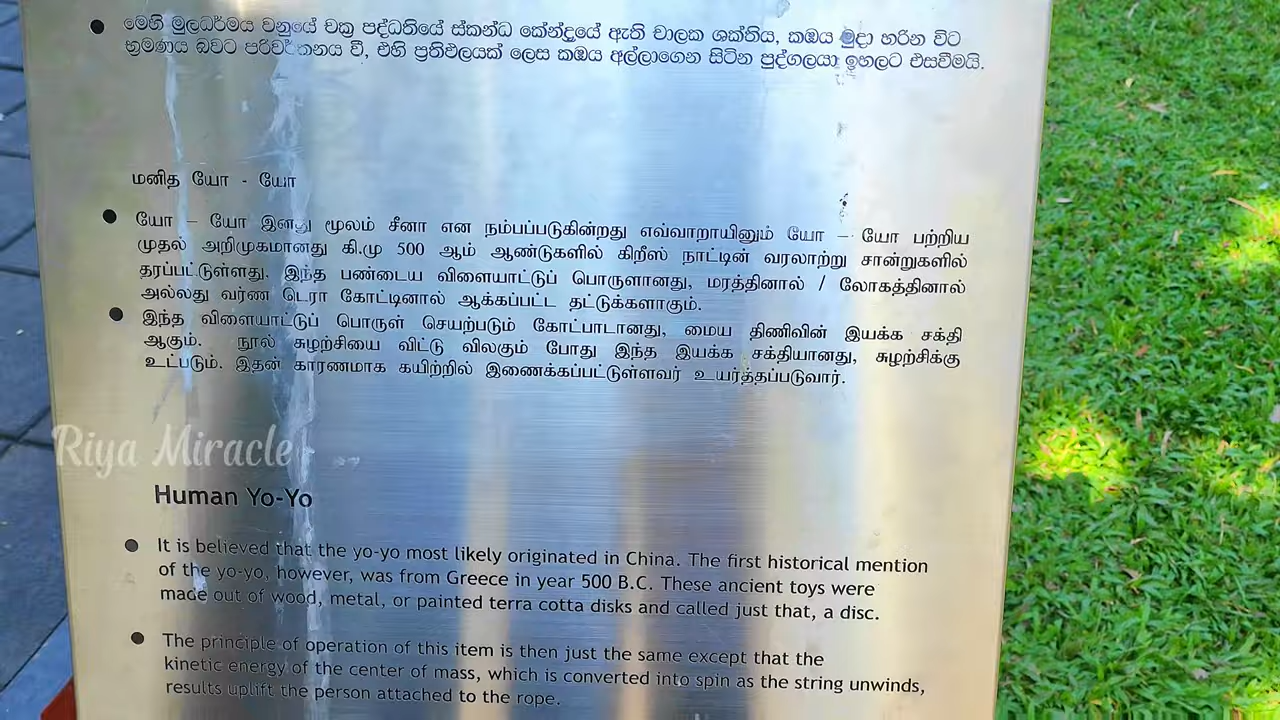 ● මෙහි මූලධර්මය වනුයේ චක්‍ර පද්ධතියේ ස්කන්ධ කේන්ද්‍රයේ ඇති චාලක ශක්තිය, කඹය මුදා හරින විට
භ්‍රමණය බවට පරිවර්තනය වී, එහි ප්‍රතිඵලයක් ලෙස කඹය අල්ලාගෙන සිටින පුද්ගලයා ඉහලට එසවීමයි.
மனித யோ - யோ
● யோ – யோ இனது மூலம் சீனா என நம்பப்படுகின்றது எவ்வாறாயினும் யோ – யோ பற்றிய
முதல் அறிமுகமானது கி.மு 500 ஆம் ஆண்டுகளில் கிறீஸ் நாட்டின் வரலாற்று சான்றுகளில்
தரப்பட்டுள்ளது. இந்த பண்டைய விளையாட்டுப் பொருளானது, மரத்தினால் / லோகத்தினால்
அல்லது வர்ண டெரா கோட்டினால் ஆக்கப்பட்ட தட்டுக்களாகும்.
● இந்த விளையாட்டுப் பொருள் செயற்படும் கோட்பாடானது, மைய திணிவின் இயக்க சக்தி
ஆகும். நூல் சுழற்சியை விட்டு விலகும் போது இந்த இயக்க சக்தியானது, சுழற்சிக்கு
உட்படும். இதன் காரணமாக கயிற்றில் இணைக்கப்பட்டுள்ளவர் உயர்த்தப்படுவார்.
Riya Miracle
Human Yo-Yo
● It is believed that the yo-yo most likely originated in China. The first historical mention
of the yo-yo, however, was from Greece in year 500 B.C. These ancient toys were
made out of wood, metal, or painted terra cotta disks and called just that, a disc.
● The principle of operation of this item is then just the same except that the
kinetic energy of the center of mass, which is converted into spin as the string unwinds,
results uplift the person attached to the rope.